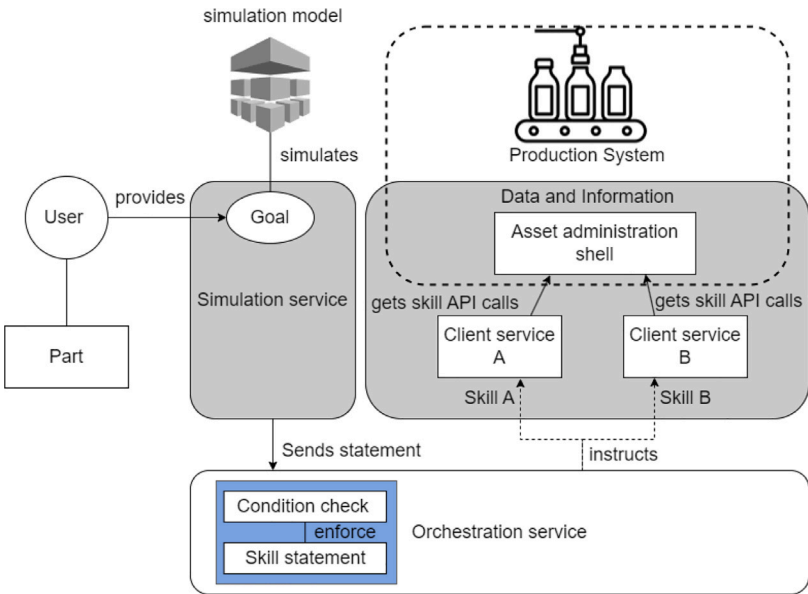 simulation model
simulates
Production System
provides
User
Goal
Data and Information
Asset administration
shell
Simulation service
gets skill API calls
gets skill API calls
Part
Client service
A
Client service
B
Skill A
Skill B
Sends statement
instructs
Condition check
enforce
Orchestration service
Skill statement